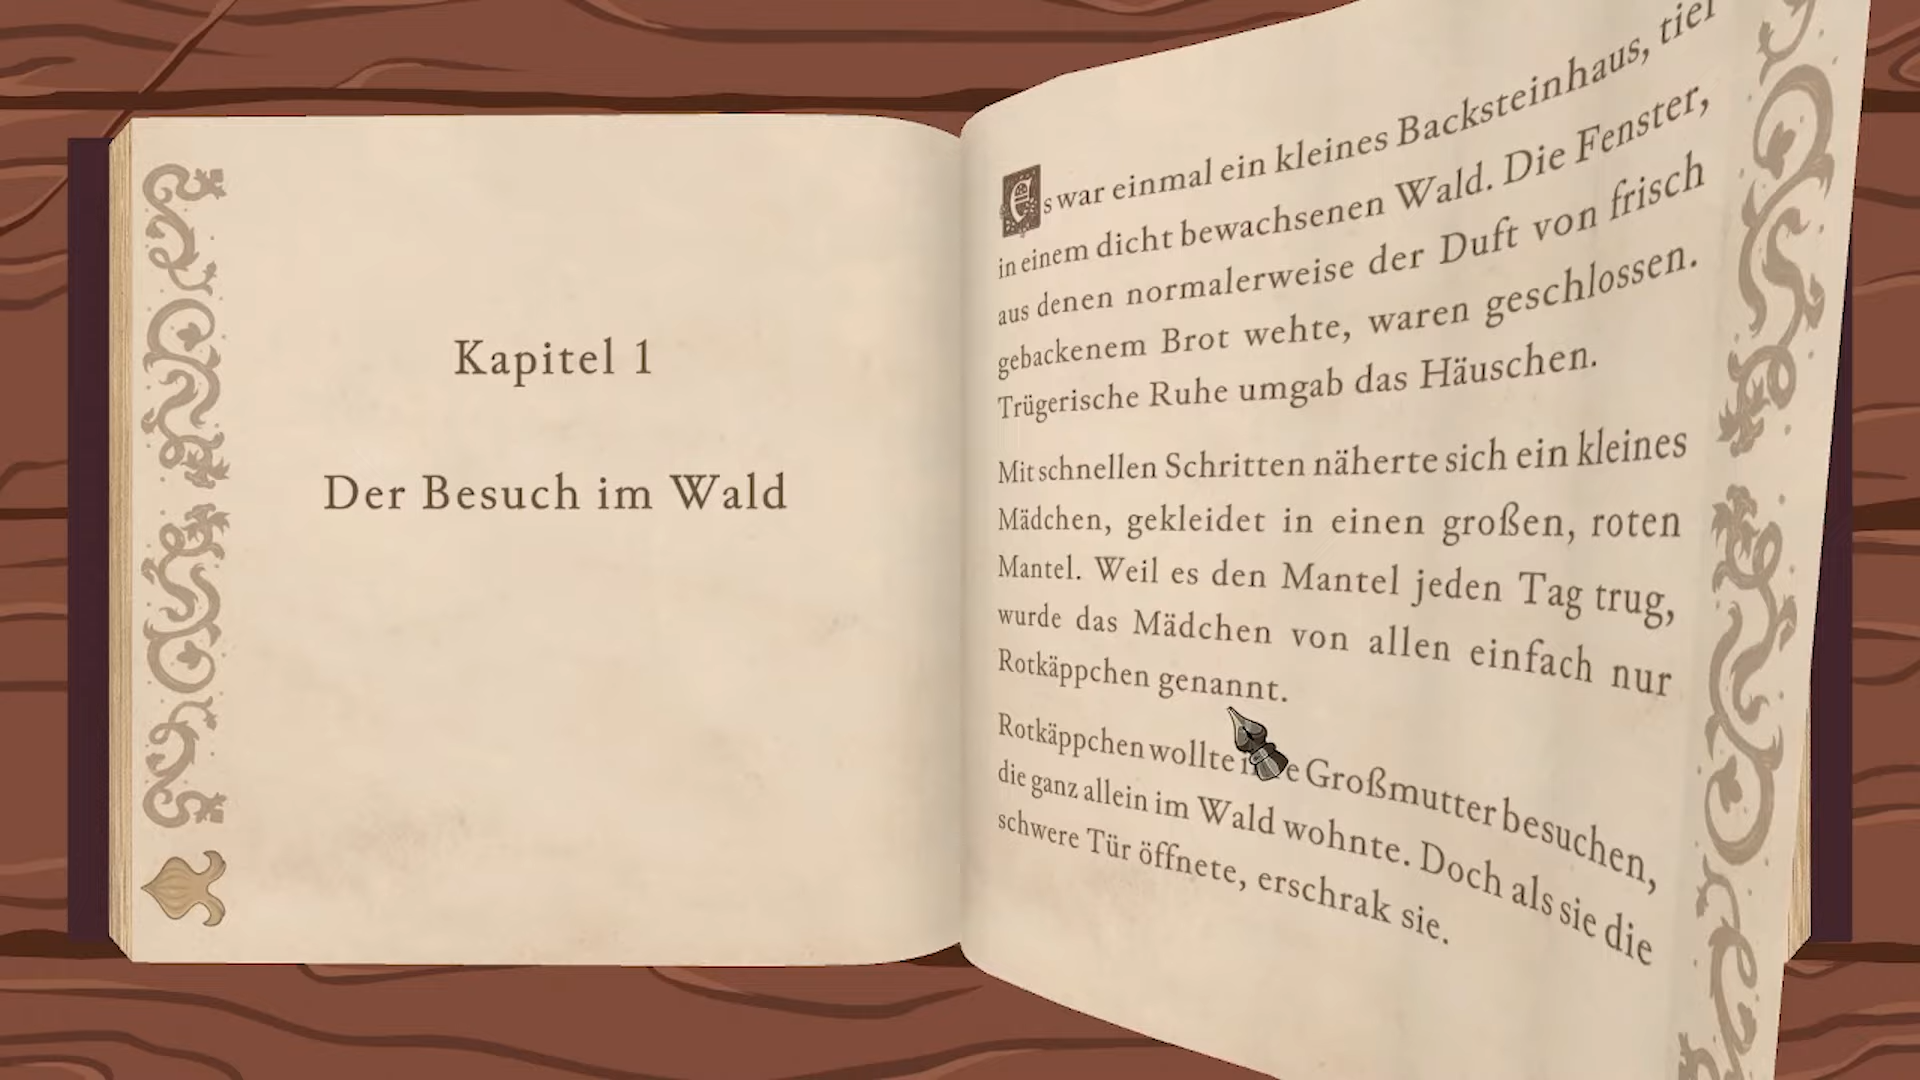 Kapitel 1
Der Besuch im Wald
Es war einmal ein kleines Backsteinhaus, tief
in einem dicht bewachsenen Wald. Die Fenster,
aus denen normalerweise der Duft von frisch
gebackenem Brot wehte, waren geschlossen.
Trügerische Ruhe umgab das Häuschen.
Mit schnellen Schritten näherte sich ein kleines
Mädchen, gekleidet in einen großen, roten
Mantel. Weil es den Mantel jeden Tag trug,
wurde das Mädchen von allen einfach nur
Rotkäppchen genannt.
Rotkäppchen wollte Großmutter besuchen,
die ganz allein im Wald wohnte. Doch als sie die
schwere Tür öffnete, erschrak sie.